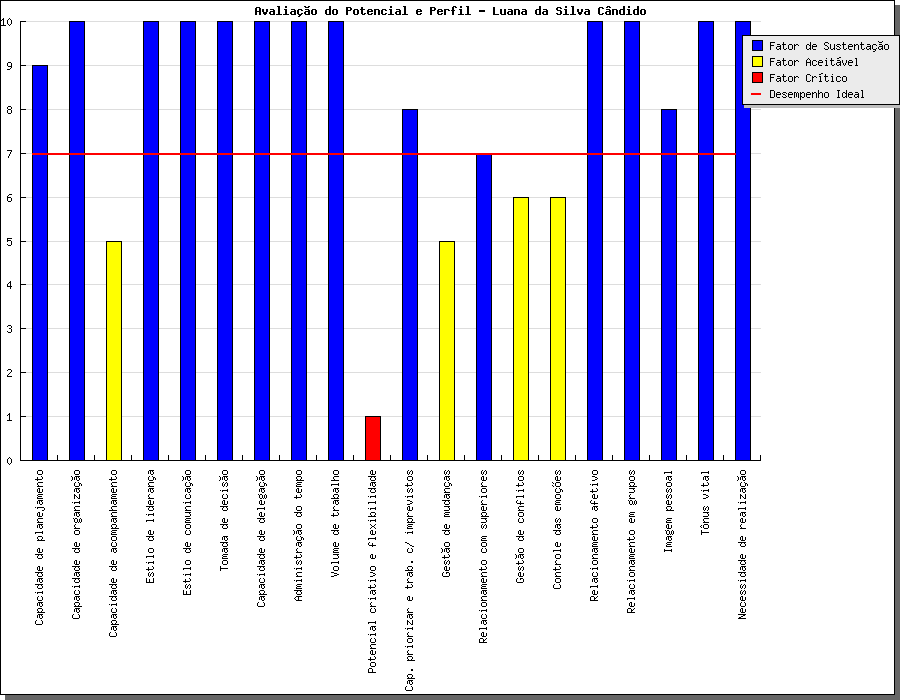 Avaliação do Potencial e Perfil - Luana da Silva Cândido
10
9
8
7
6
5
4
3
2
1
0
Fator de Sustentação
Fator Aceitável
Fator Crítico
Desempenho Ideal
Capacidade de planejamento
Capacidade de organização
Capacidade de acompanhamento
Estilo de liderança
Estilo de comunicação
Tomada de decisão
Capacidade de delegação
Administração do tempo
Volume de trabalho
Potencial criativo e flexibilidade
Cap. priorizar e trab. c/ imprevistos
Gestão de mudanças
Relacionamento com superiores
Gestão de conflitos
Controle das emoções
Relacionamento afetivo
Relacionamento em grupos
Imagem pessoal
Tônus vital
Necessidade de realização